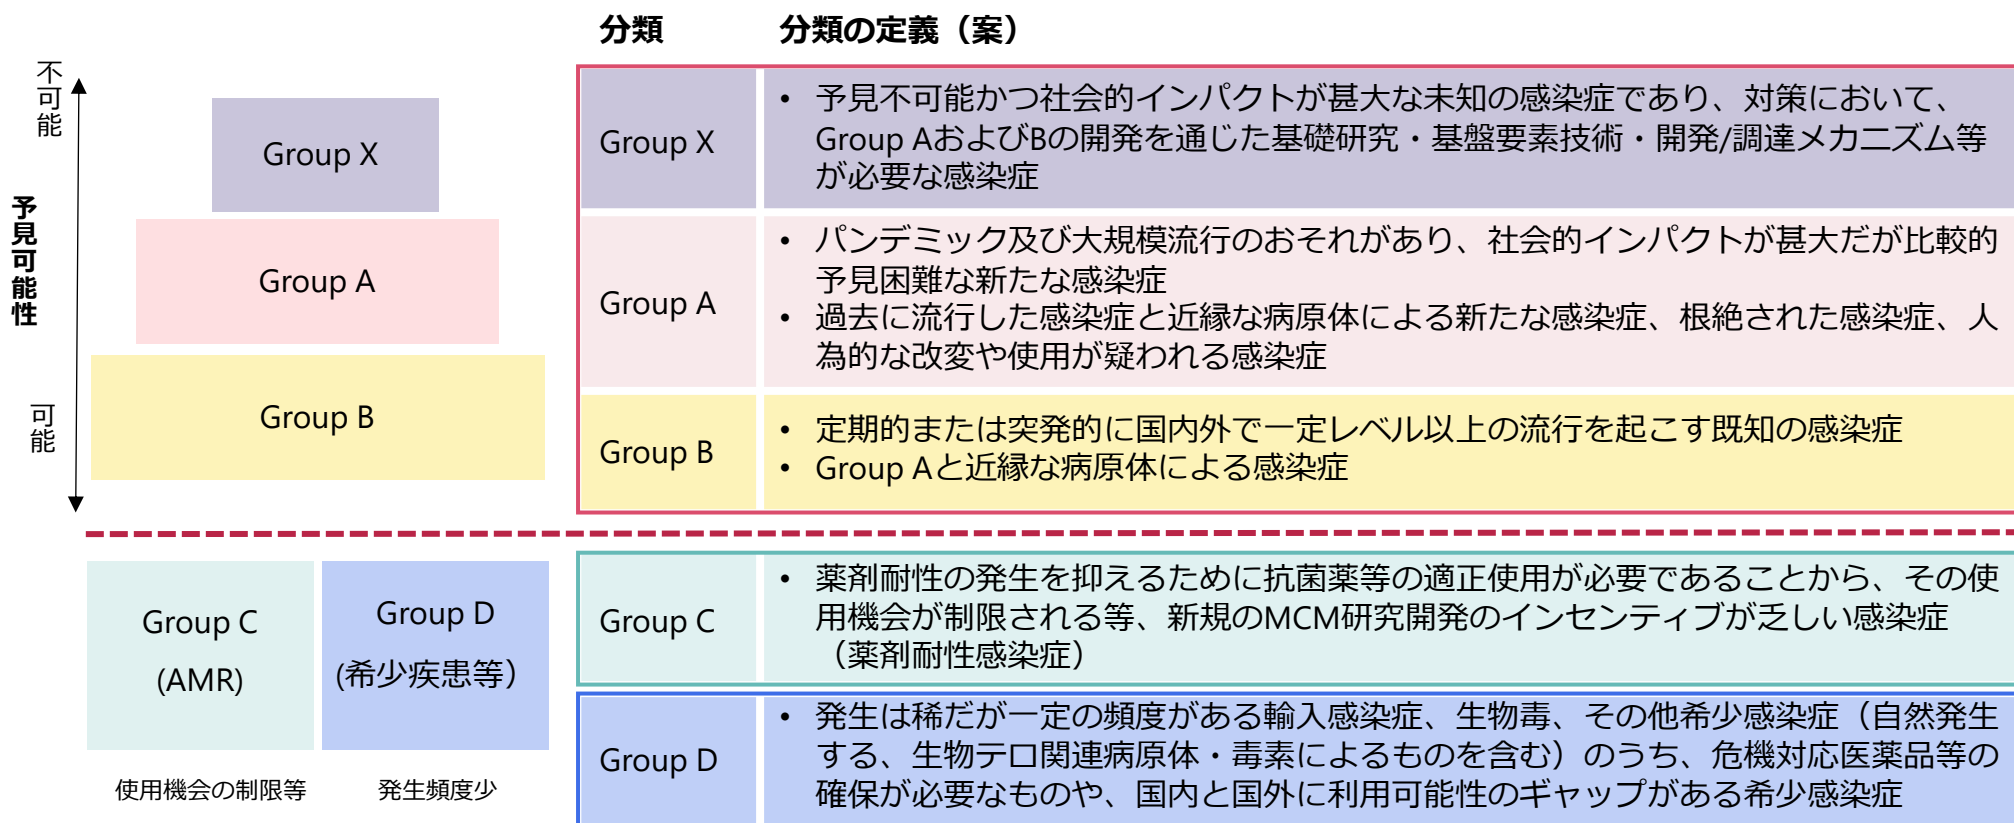 分類
分類の定義（案）
不可能
予見可能性
可能
Group X
Group A
Group B
Group X
• 予見不可能かつ社会的インパクトが甚大な未知の感染症であり、対策において、
Group AおよびBの開発を通じた基礎研究・基盤要素技術・開発/調達メカニズム等
が必要な感染症
Group A
• パンデミック及び大規模流行のおそれがあり、社会的インパクトが甚大だが比較的
予見困難な新たな感染症
• 過去に流行した感染症と近縁な病原体による新たな感染症、根絶された感染症、人
為的な改変や使用が疑われる感染症
Group B
• 定期的または突発的に国内外で一定レベル以上の流行を起こす既知の感染症
• Group Aと近縁な病原体による感染症
Group C
(AMR)
Group D
(希少疾患等）
使用機会の制限等
発生頻度少
Group C
• 薬剤耐性の発生を抑えるために抗菌薬等の適正使用が必要であることから、その使
用機会が制限される等、新規のMCM研究開発のインセンティブが乏しい感染症
（薬剤耐性感染症）
Group D
• 発生は稀だが一定の頻度がある輸入感染症、生物毒、その他希少感染症（自然発生
する、生物テロ関連病原体・毒素によるものを含む）のうち、危機対応医薬品等の
確保が必要なものや、国内と国外に利用可能性のギャップがある希少感染症